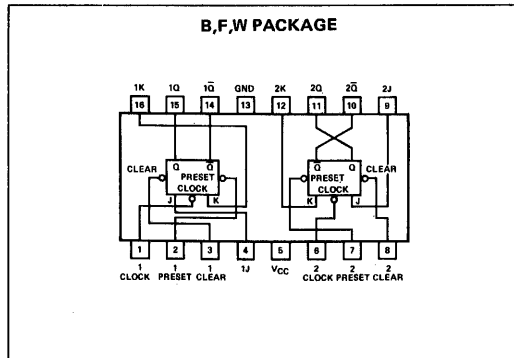 B,F,W PACKAGE
1K 1Q 1Q̅ GND 2K 2Q 2Q̅ 2J
16 15 14 13 12 11 10 9
CLEAR Q Q̅ Q̅ Q CLEAR
PRESET PRESET
CLOCK CLOCK
J K K J
1 2 3 4 5 6 7 8
1 1 1 1J VCC 2 2 2
CLOCK PRESET CLEAR CLOCK PRESET CLEAR